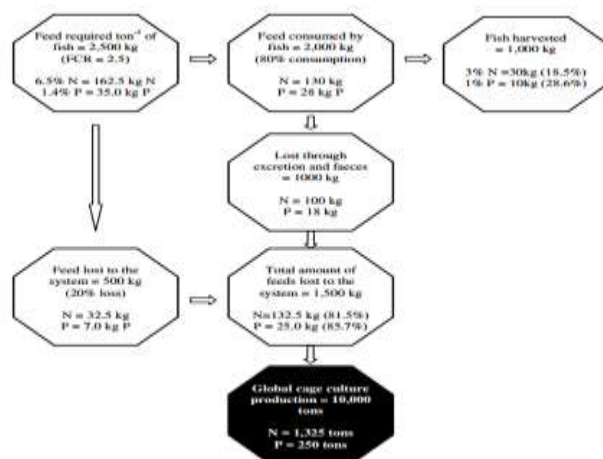 Feed required ton⁻¹ of
fish = 2,500 kg
(FCR = 2.5)
6.5% N = 162.5 kg N
1.4% P = 35.0 kg P
Feed consumed by
fish = 2,000 kg
(80% consumption)
N = 130 kg
P = 28 kg P
Fish harvested
= 1,000 kg
3% N =30kg (18.5%)
1% P = 10kg (28.6%)
Lost through
excretion and faeces
= 1000 kg
N = 100 kg
P = 18 kg
Feed lost to the
system = 500 kg
(20% loss)
N = 32.5 kg
P = 7.0 kg P
Total amount of
feeds lost to the
system = 1,500 kg
N=132.5 kg (81.5%)
P = 25.0 kg (85.7%)
Global cage culture
production = 10,000
tons
N = 1,325 tons
P = 250 tons